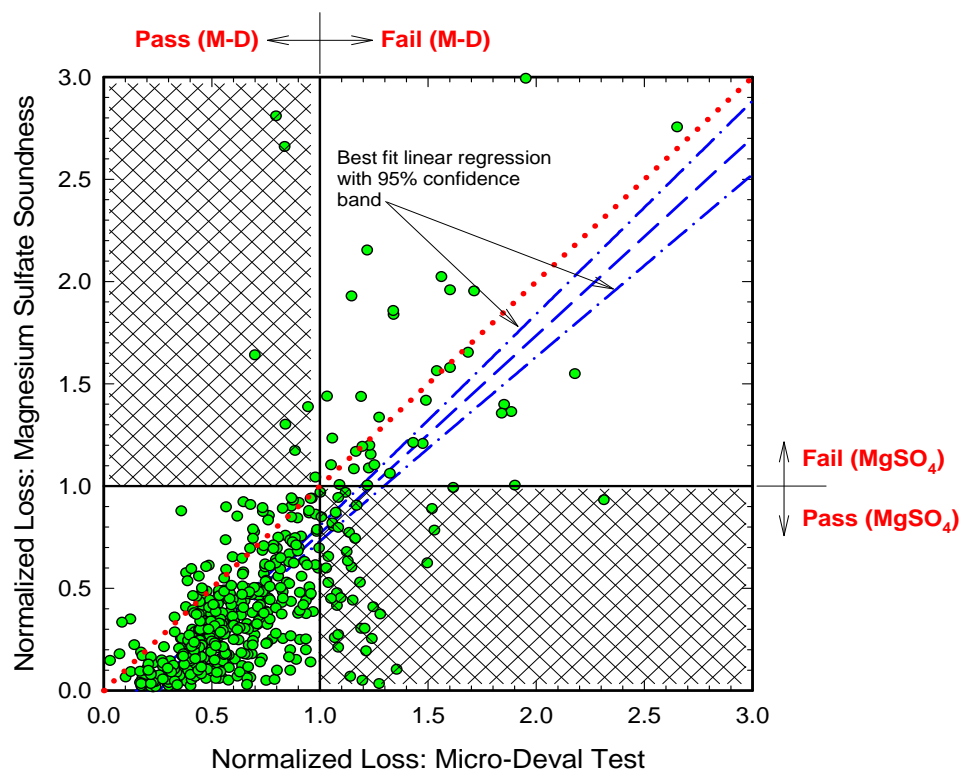 Pass (M-D)
Fail (M-D)
3.0
2.5
2.0
1.5
1.0
0.5
0.0
Normalized Loss: Magnesium Sulfate Soundness
Best fit linear regression
with 95% confidence
band
Fail (MgSO₄)
Pass (MgSO₄)
0.0
0.5
1.0
1.5
2.0
2.5
3.0
Normalized Loss: Micro-Deval Test